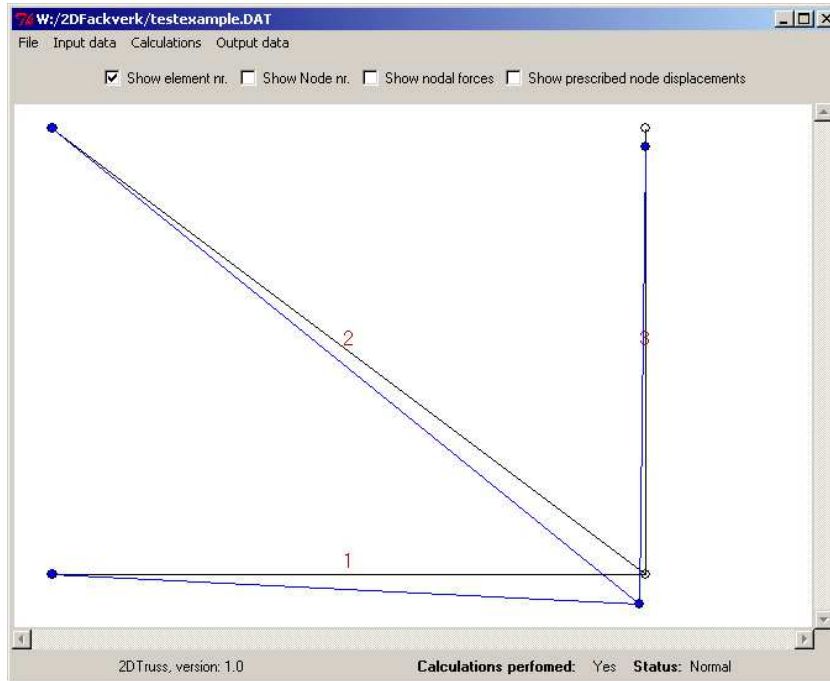 W:/2DFackverk/testexample.DAT
File Input data Calculations Output data
Show element nr. Show Node nr. Show nodal forces Show prescribed node displacements
2
3
1
2DTruss, version: 1.0 Calculations perfomed: Yes Status: Normal